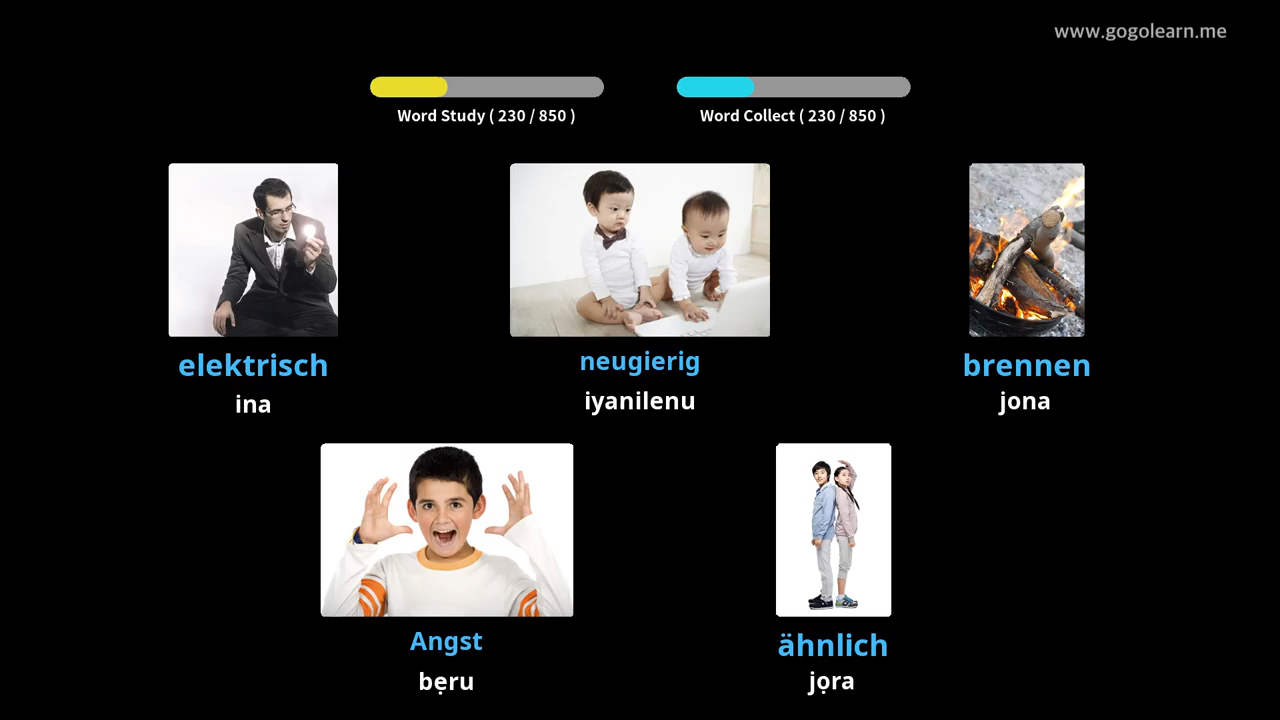 www.gogolearn.me
Word Study ( 230 / 850 )
Word Collect ( 230 / 850 )
elektrisch
ina
neugierig
iyanilenu
brennen
jona
Angst
bẹru
ähnlich
jọra